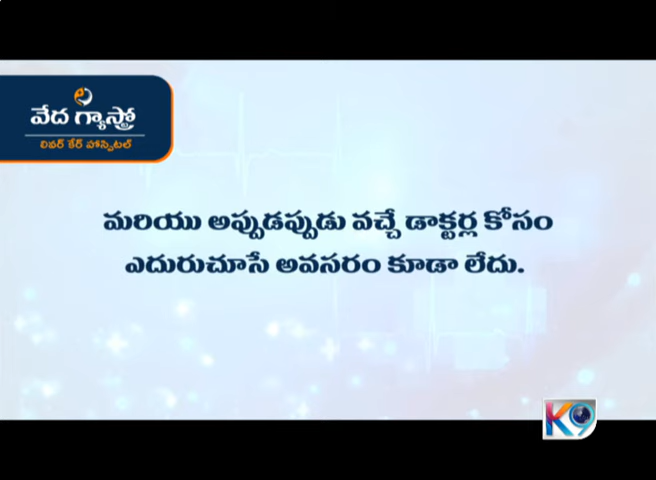 వేద గ్యాస్ట్రో
లివర్ కేర్ హాస్పిటల్
మరియు అప్పుడప్పుడు వచ్చే డాక్టర్ల కోసం
ఎదురుచూసే అవసరం కూడా లేదు.
K9